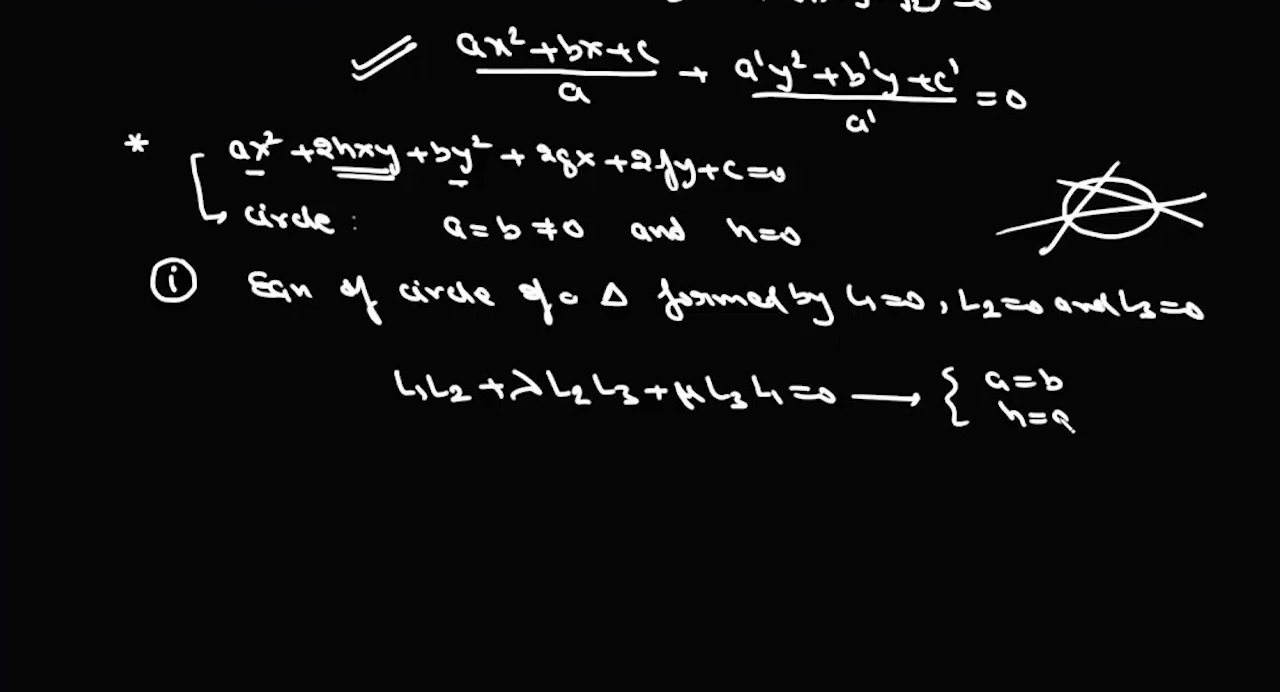 ✓ (ax²+bx+c)/a + (a'y²+b'y+c')/a' = 0
* ax² + 2hxy + by² + 2gx + 2fy + c = 0
↳ circle : a = b ≠ 0 and h = 0
(i) Eqn of circle of a Δ formed by L₁=0, L₂=0 and L₃=0
L₁L₂ + λL₂L₃ + μL₃L₁ = 0 → { a = b
h = 0